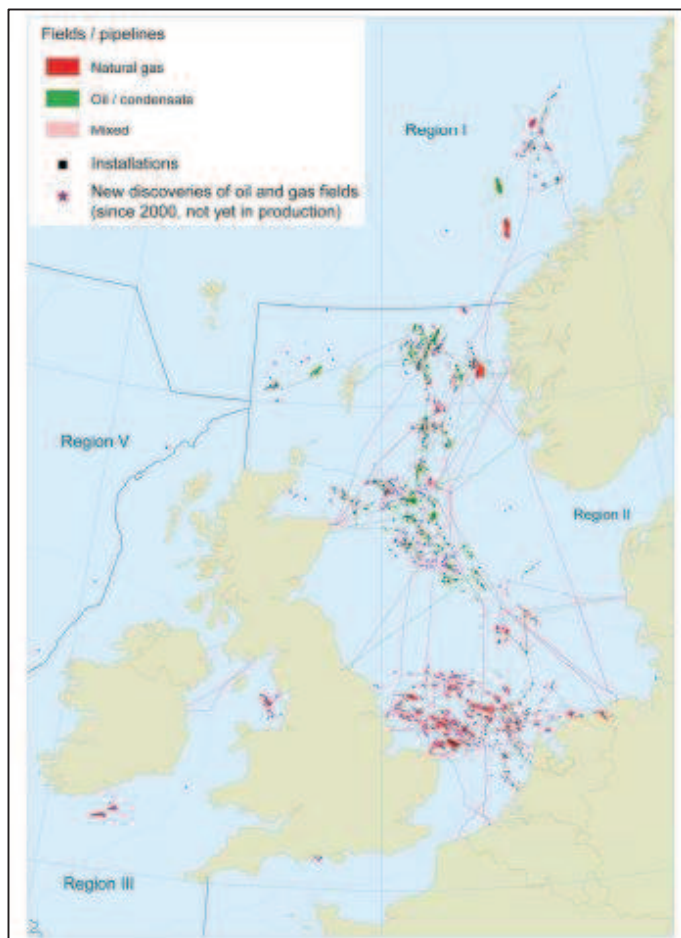 Fields / pipelines
Natural gas
Oil / condensate
Mixed
Installations
New discoveries of oil and gas fields
(since 2000, not yet in production)
Region I
Region V
Region II
Region III